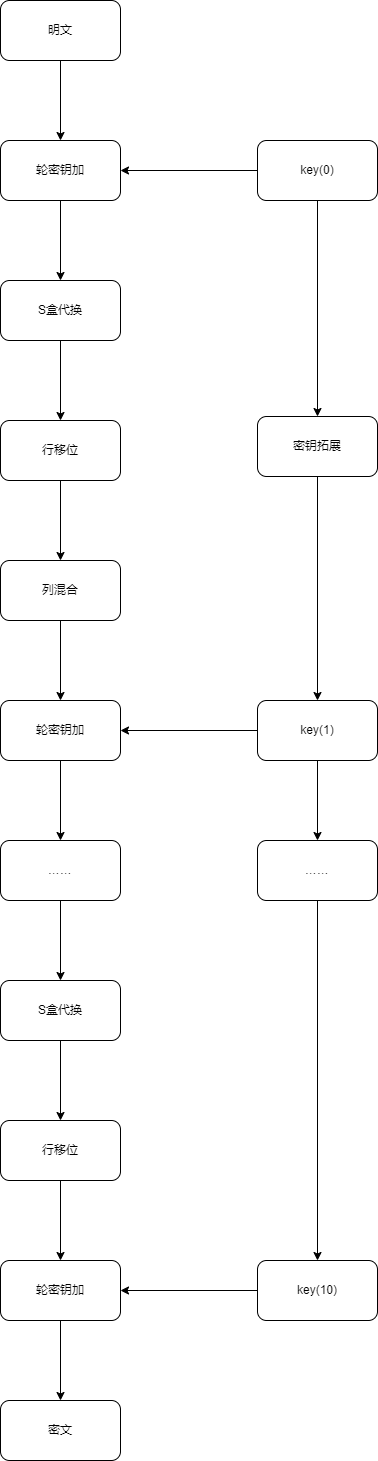 明文
轮密钥加
key(0)
S盒代换
行移位
密钥拓展
列混合
轮密钥加
key(1)
……
……
S盒代换
行移位
轮密钥加
key(10)
密文